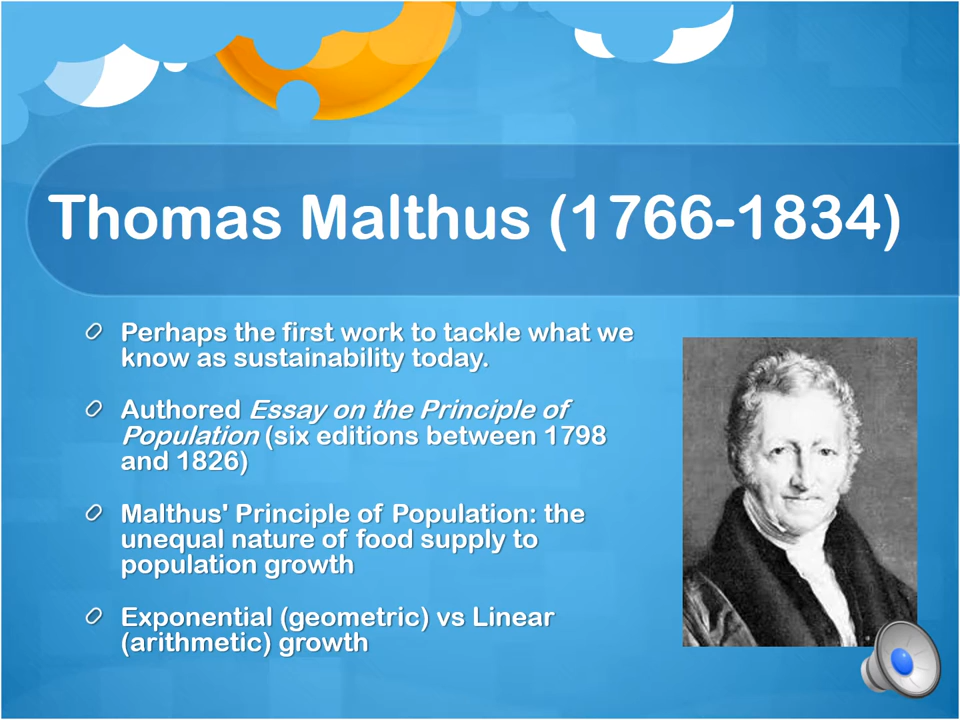 Thomas Malthus (1766-1834)
Perhaps the first work to tackle what we
know as sustainability today.
Authored Essay on the Principle of
Population (six editions between 1798
and 1826)
Malthus' Principle of Population: the
unequal nature of food supply to
population growth
Exponential (geometric) vs Linear
(arithmetic) growth